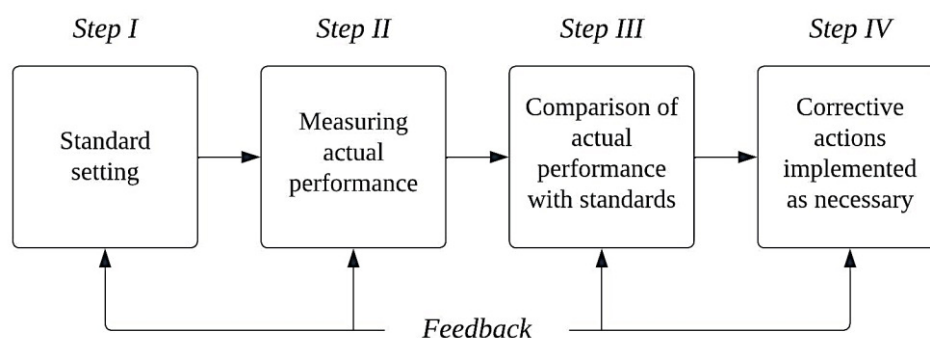 Step I
Step II
Step III
Step IV
Standard
setting
Measuring
actual
performance
Comparison of
actual
performance
with standards
Corrective
actions
implemented
as necessary
Feedback